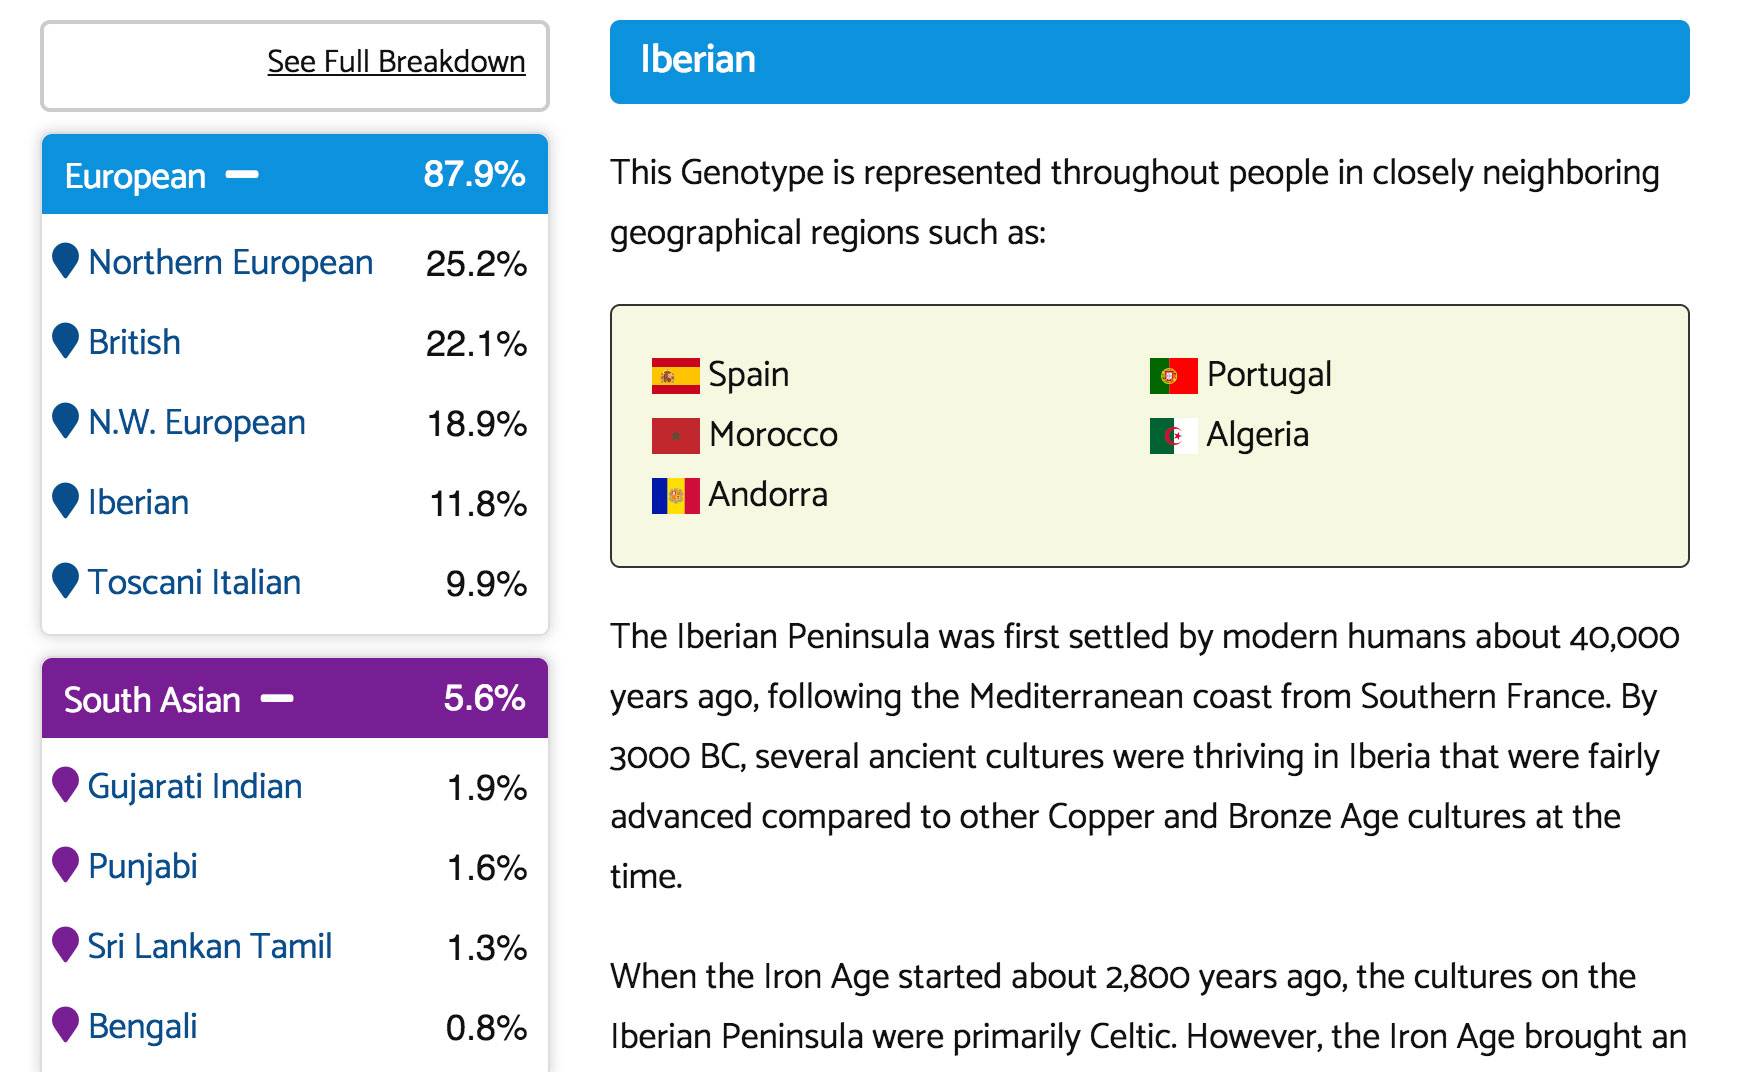 See Full Breakdown
European 87.9%
Northern European 25.2%
British 22.1%
N.W. European 18.9%
Iberian 11.8%
Toscani Italian 9.9%
South Asian 5.6%
Gujarati Indian 1.9%
Punjabi 1.6%
Sri Lankan Tamil 1.3%
Bengali 0.8%
Iberian
This Genotype is represented throughout people in closely neighboring
geographical regions such as:
Spain Portugal
Morocco Algeria
Andorra
The Iberian Peninsula was first settled by modern humans about 40,000
years ago, following the Mediterranean coast from Southern France. By
3000 BC, several ancient cultures were thriving in Iberia that were fairly
advanced compared to other Copper and Bronze Age cultures at the
time.
When the Iron Age started about 2,800 years ago, the cultures on the
Iberian Peninsula were primarily Celtic. However, the Iron Age brought an